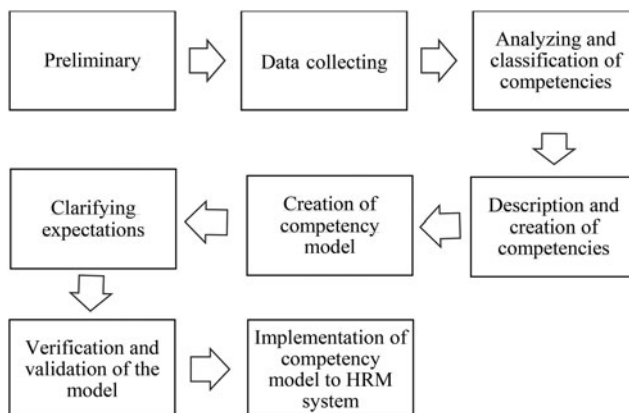 Preliminary
Data collecting
Analyzing and
classification of
competencies
Description and
creation of
competencies
Creation of
competency
model
Clarifying
expectations
Verification and
validation of the
model
Implementation of
competency
model to HRM
system